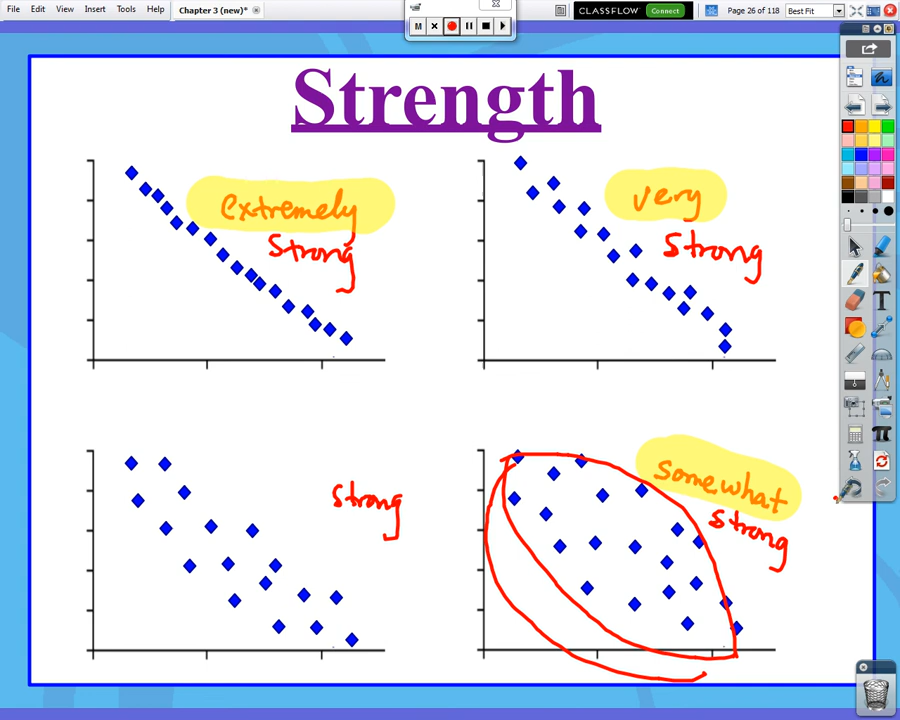 File Edit View Insert Tools Help Chapter 3 (new)* CLASSFLOW Connect Page 26 of 118 Best Fit
M
Strength
extremely
Strong
very
Strong
Strong
somewhat
Strong
T
π